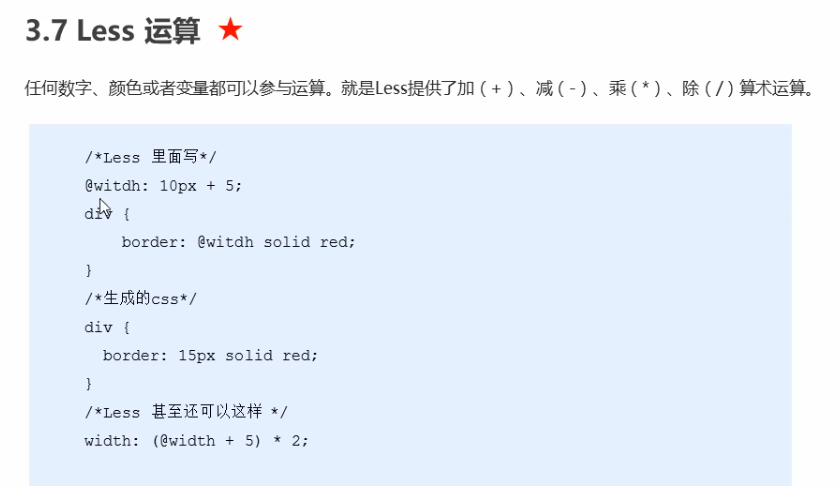 3.7 Less 运算 ★
任何数字、颜色或者变量都可以参与运算。就是Less提供了加（+）、减（-）、乘（*）、除（/）算术运算。
/*Less 里面写*/
@witdh: 10px + 5;
div {
border: @witdh solid red;
}
/*生成的css*/
div {
border: 15px solid red;
}
/*Less 甚至还可以这样 */
width: (@width + 5) * 2;